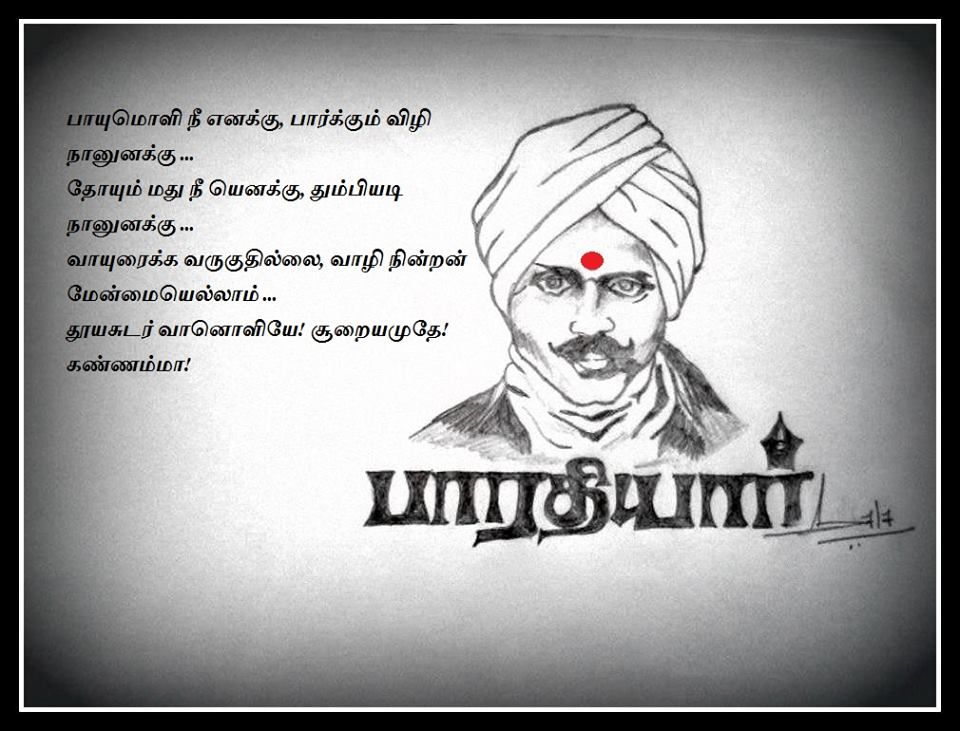 பாயுமொளி நீ எனக்கு, பார்க்கும் விழி
நானுனக்கு ...
தோயும் மது நீ யெனக்கு, தும்பியடி
நானுனக்கு ...
வாயுரைக்க வருகுதில்லை, வாழி நின்றன்
மேன்மையெல்லாம் ...
தூயசுடர் வானொளியே! சூறையமுதே!
கண்ணம்மா!
பாரதியார்